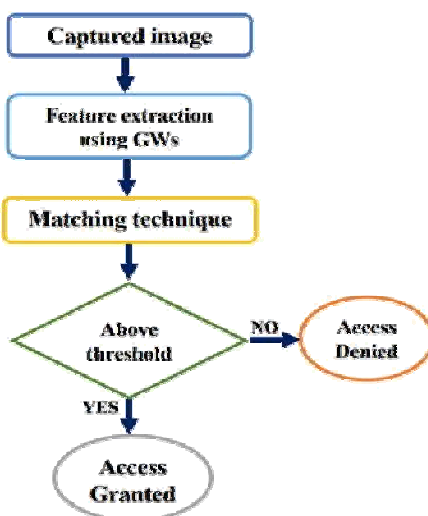 Captured image
Feature extraction
using GWs
Matching technique
Above
threshold
NO
Access
Denied
YES
Access
Granted